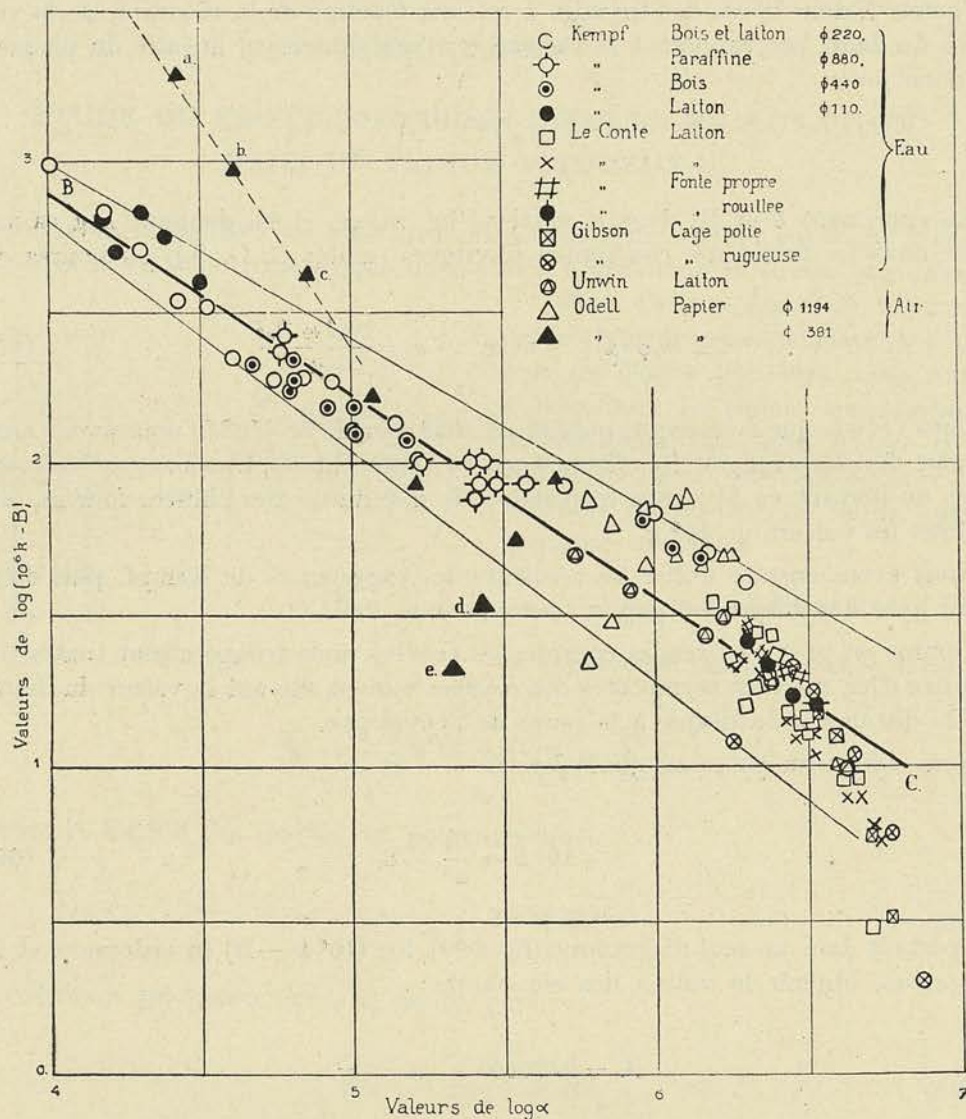 Kempf Bois et laiton ϕ220.
" Paraffine ϕ880.
" Bois ϕ440
" Laiton ϕ110.
Le Conte Laiton
" "
" Fonte propre
" " rouillée
Gibson Cage polie
" " rugueuse
Eau
Unwin Laiton
Odell Papier ϕ 1194
" " ϕ 381
Air
a.
b.
c.
3
B
A
2
d.
e.
1
C.
0.
Valeurs de log(10⁶k - B)
4 5 6 7
Valeurs de log∝